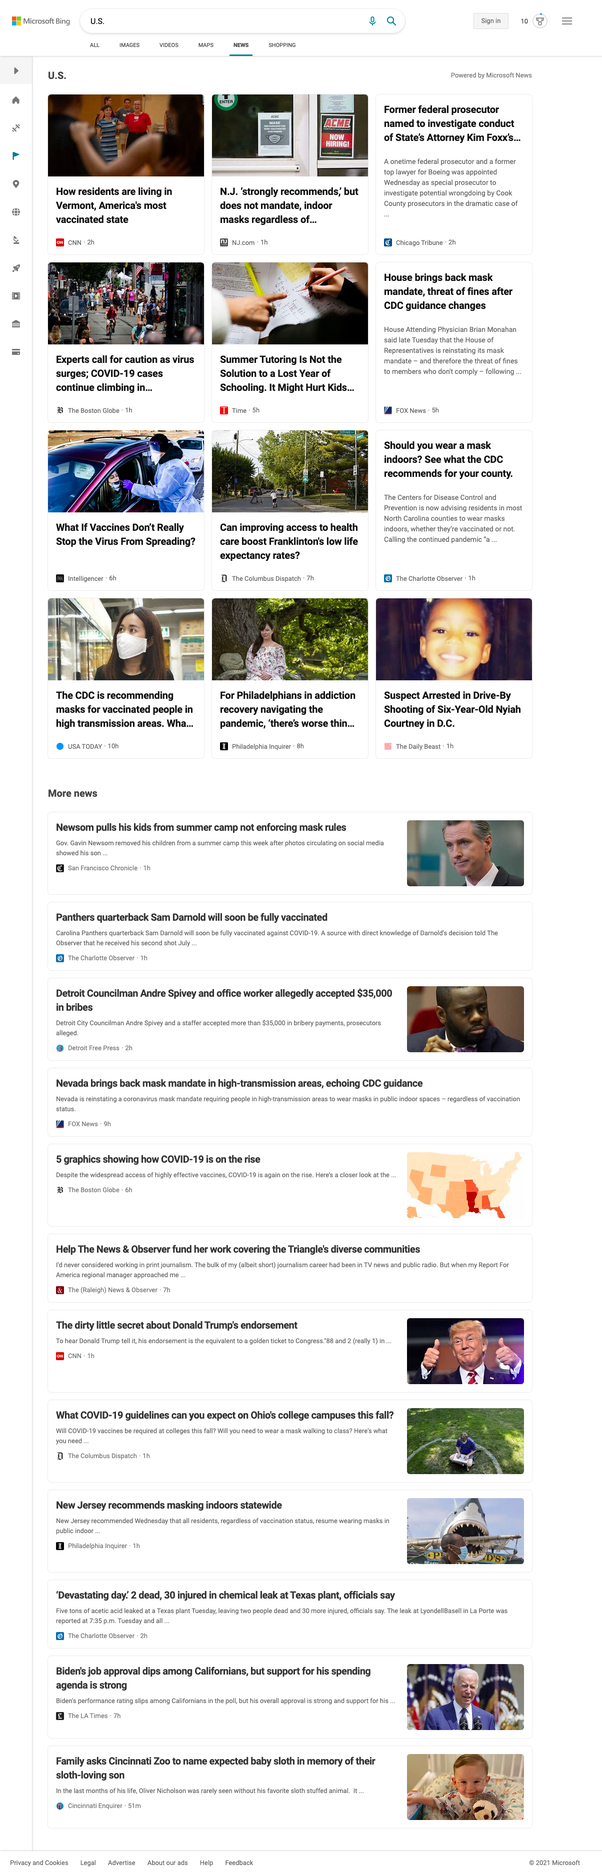 Microsoft Bing
U.S.
Sign in
10
ALL
IMAGES
VIDEOS
MAPS
NEWS
SHOPPING
U.S.
Powered by Microsoft News
How residents are living in
Vermont, America's most
vaccinated state
CNN · 2h
ENTER
ACME
NOW
HIRING!
N.J. 'strongly recommends,' but
does not mandate, indoor
masks regardless of...
NJ.com · 1h
Former federal prosecutor
named to investigate conduct
of State's Attorney Kim Foxx's...
A onetime federal prosecutor and a former
top lawyer for Boeing was appointed
Wednesday as special prosecutor to
investigate potential wrongdoing by Cook
County prosecutors in the dramatic case of
...
Chicago Tribune · 2h
Experts call for caution as virus
surges; COVID-19 cases
continue climbing in...
The Boston Globe · 1h
Summer Tutoring Is Not the
Solution to a Lost Year of
Schooling. It Might Hurt Kids...
Time · 5h
House brings back mask
mandate, threat of fines after
CDC guidance changes
House Attending Physician Brian Monahan
said late Tuesday that the House of
Representatives is reinstating its mask
mandate – and therefore the threat of fines
to members who don't comply – following ...
FOX News · 5h
What If Vaccines Don't Really
Stop the Virus From Spreading?
Intelligencer · 6h
Can improving access to health
care boost Franklinton's low life
expectancy rates?
The Columbus Dispatch · 7h
Should you wear a mask
indoors? See what the CDC
recommends for your county.
The Centers for Disease Control and
Prevention is now advising residents in most
North Carolina counties to wear masks
indoors, whether they're vaccinated or not.
Calling the continued pandemic "a ...
The Charlotte Observer · 1h
The CDC is recommending
masks for vaccinated people in
high transmission areas. Wha...
USA TODAY · 10h
For Philadelphians in addiction
recovery navigating the
pandemic, 'there's worse thin...
Philadelphia Inquirer · 8h
Suspect Arrested in Drive-By
Shooting of Six-Year-Old Nyiah
Courtney in D.C.
The Daily Beast · 1h
More news
Newsom pulls his kids from summer camp not enforcing mask rules
Gov. Gavin Newsom removed his children from a summer camp this week after photos circulating on social media
showed his son ...
San Francisco Chronicle · 1h
Panthers quarterback Sam Darnold will soon be fully vaccinated
Carolina Panthers quarterback Sam Darnold will soon be fully vaccinated against COVID-19. A source with direct knowledge of Darnold's decision told The
Observer that he received his second shot July ...
The Charlotte Observer · 1h
Detroit Councilman Andre Spivey and office worker allegedly accepted $35,000
in bribes
Detroit City Councilman Andre Spivey and a staffer accepted more than $35,000 in bribery payments, prosecutors
alleged.
Detroit Free Press · 2h
Nevada brings back mask mandate in high-transmission areas, echoing CDC guidance
Nevada is reinstating a coronavirus mask mandate requiring people in high-transmission areas to wear masks in public indoor spaces – regardless of vaccination
status.
FOX News · 9h
5 graphics showing how COVID-19 is on the rise
Despite the widespread access of highly effective vaccines, COVID-19 is again on the rise. Here's a closer look at the ...
The Boston Globe · 6h
Help The News & Observer fund her work covering the Triangle's diverse communities
I'd never considered working in print journalism. The bulk of my (albeit short) journalism career had been in TV news and public radio. But when my Report For
America regional manager approached me ...
The (Raleigh) News & Observer · 7h
The dirty little secret about Donald Trump's endorsement
To hear Donald Trump tell it, his endorsement is the equivalent to a golden ticket to Congress."88 and 2 (really 1) in ...
CNN · 1h
What COVID-19 guidelines can you expect on Ohio's college campuses this fall?
Will COVID-19 vaccines be required at colleges this fall? Will you need to wear a mask walking to class? Here's what
you need ...
The Columbus Dispatch · 1h
New Jersey recommends masking indoors statewide
New Jersey recommended Wednesday that all residents, regardless of vaccination status, resume wearing masks in
public indoor ...
Philadelphia Inquirer · 1h
'Devastating day.' 2 dead, 30 injured in chemical leak at Texas plant, officials say
Five tons of acetic acid leaked at a Texas plant Tuesday, leaving two people dead and 30 more injured, officials say. The leak at LyondellBasell in La Porte was
reported at 7:35 p.m. Tuesday and all ...
The Charlotte Observer · 2h
Biden's job approval dips among Californians, but support for his spending
agenda is strong
Biden's performance rating slips among Californians in the poll, but his overall approval is strong and support for his ...
The LA Times · 7h
Family asks Cincinnati Zoo to name expected baby sloth in memory of their
sloth-loving son
In the last months of his life, Oliver Nicholson was rarely seen without his favorite sloth stuffed animal. It ...
Cincinnati Enquirer · 51m
Privacy and Cookies
Legal
Advertise
About our ads
Help
Feedback
© 2021 Microsoft